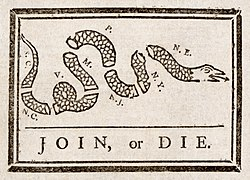 P.
N.E.
S.C.
M.
V.
N.Y.
N.J.
N.C.
JOIN, or DIE.